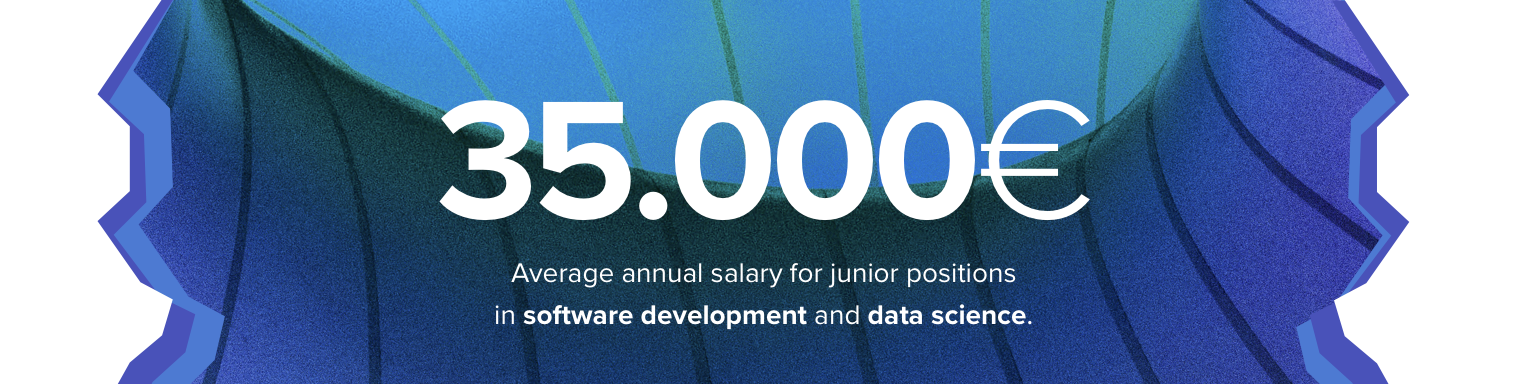 35.000€
Average annual salary for junior positions
in software development and data science.